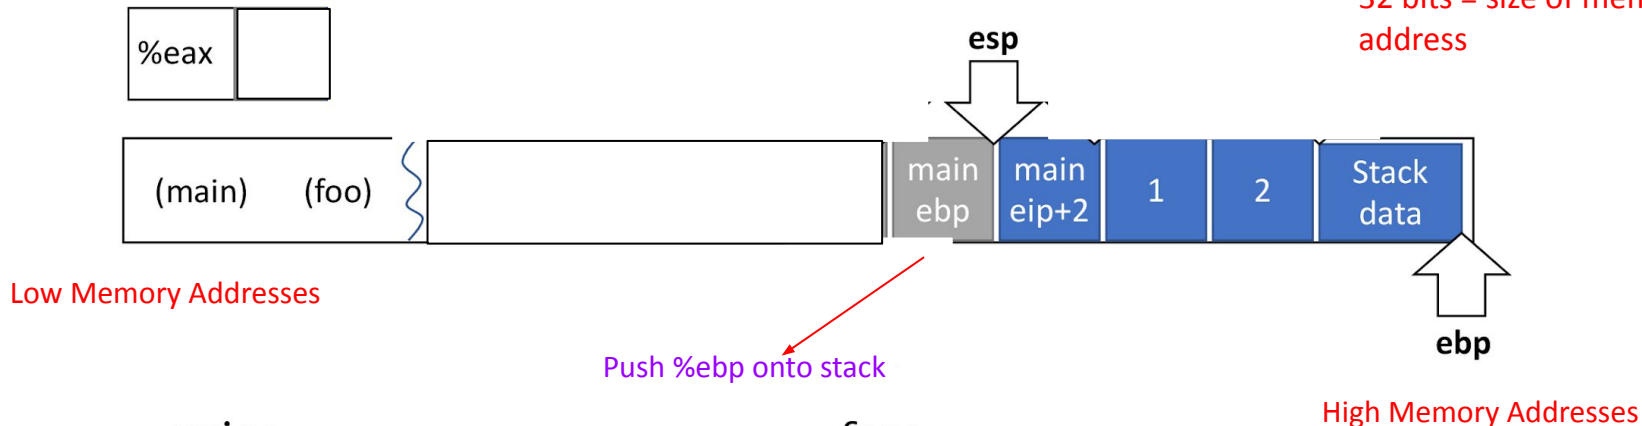 address
esp
%eax
(main) (foo)
main
ebp
main
eip+2
1
2
Stack
data
Low Memory Addresses
ebp
Push %ebp onto stack
High Memory Addresses